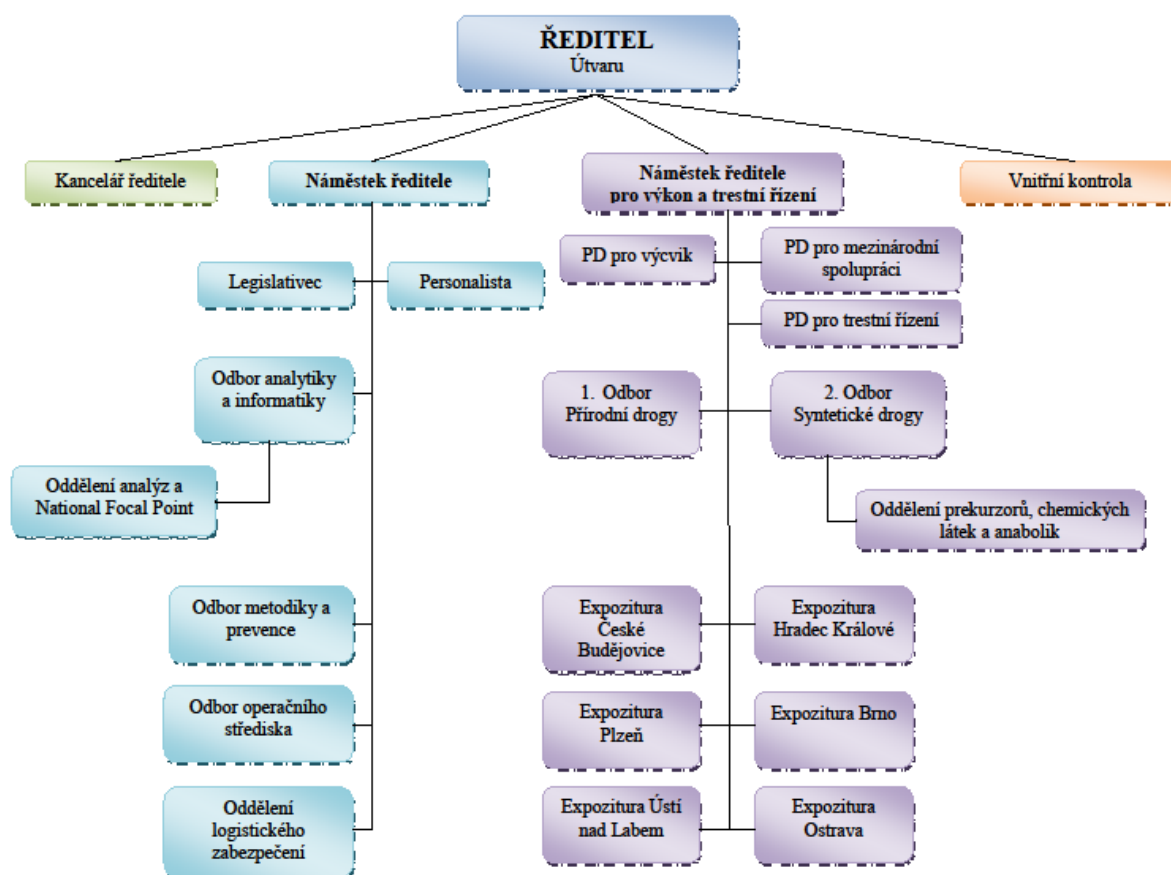 ŘEDITEL
Útvaru
Kancelář ředitele
Náměstek ředitele
Náměstek ředitele
pro výkon a trestní řízení
Vnitřní kontrola
PD pro výcvik
PD pro mezinárodní
spolupráci
Legislativec
Personalista
PD pro trestní řízení
Odbor analytiky
a informatiky
1. Odbor
Přírodní drogy
2. Odbor
Syntetické drogy
Oddělení analýz a
National Focal Point
Oddělení prekurzorů, chemických
látek a anabolik
Odbor metodiky a
prevence
Expozitura
České
Budějovice
Expozitura
Hradec Králové
Odbor operačního
střediska
Expozitura
Plzeň
Expozitura Brno
Oddělení
logistického
zabezpečení
Expozitura Ústí
nad Labem
Expozitura
Ostrava